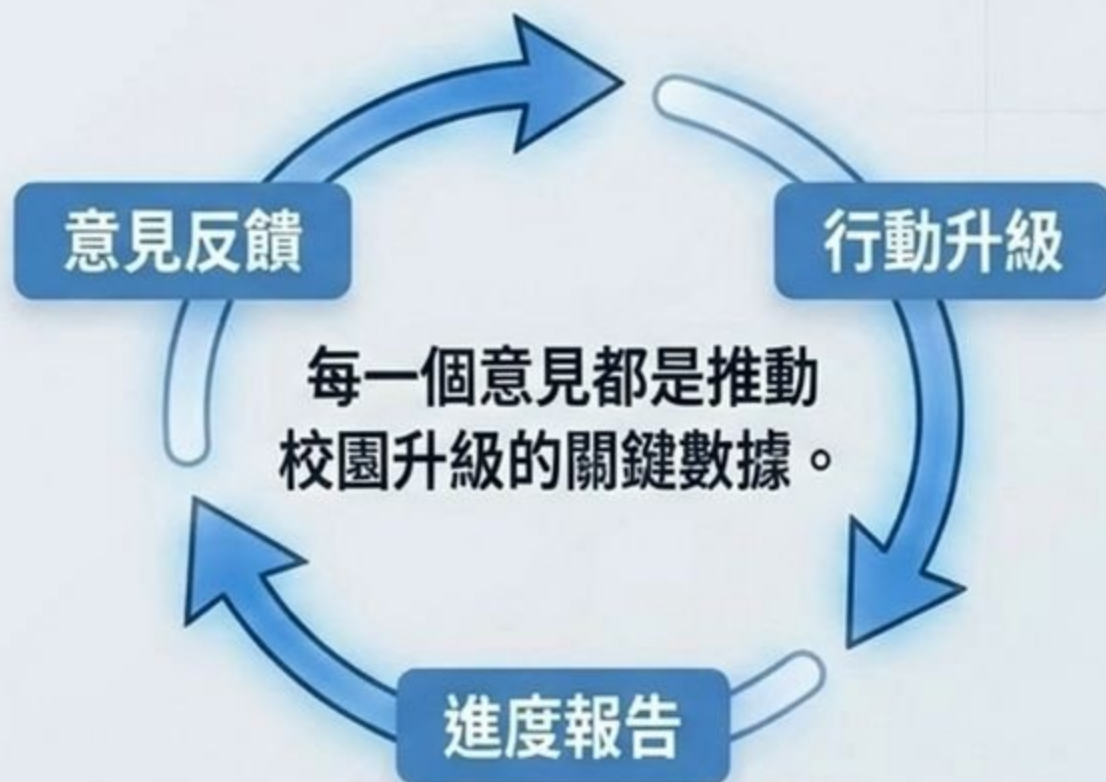 意見反饋
行動升級
每一個意見都是推動
校園升級的關鍵數據。
進度報告